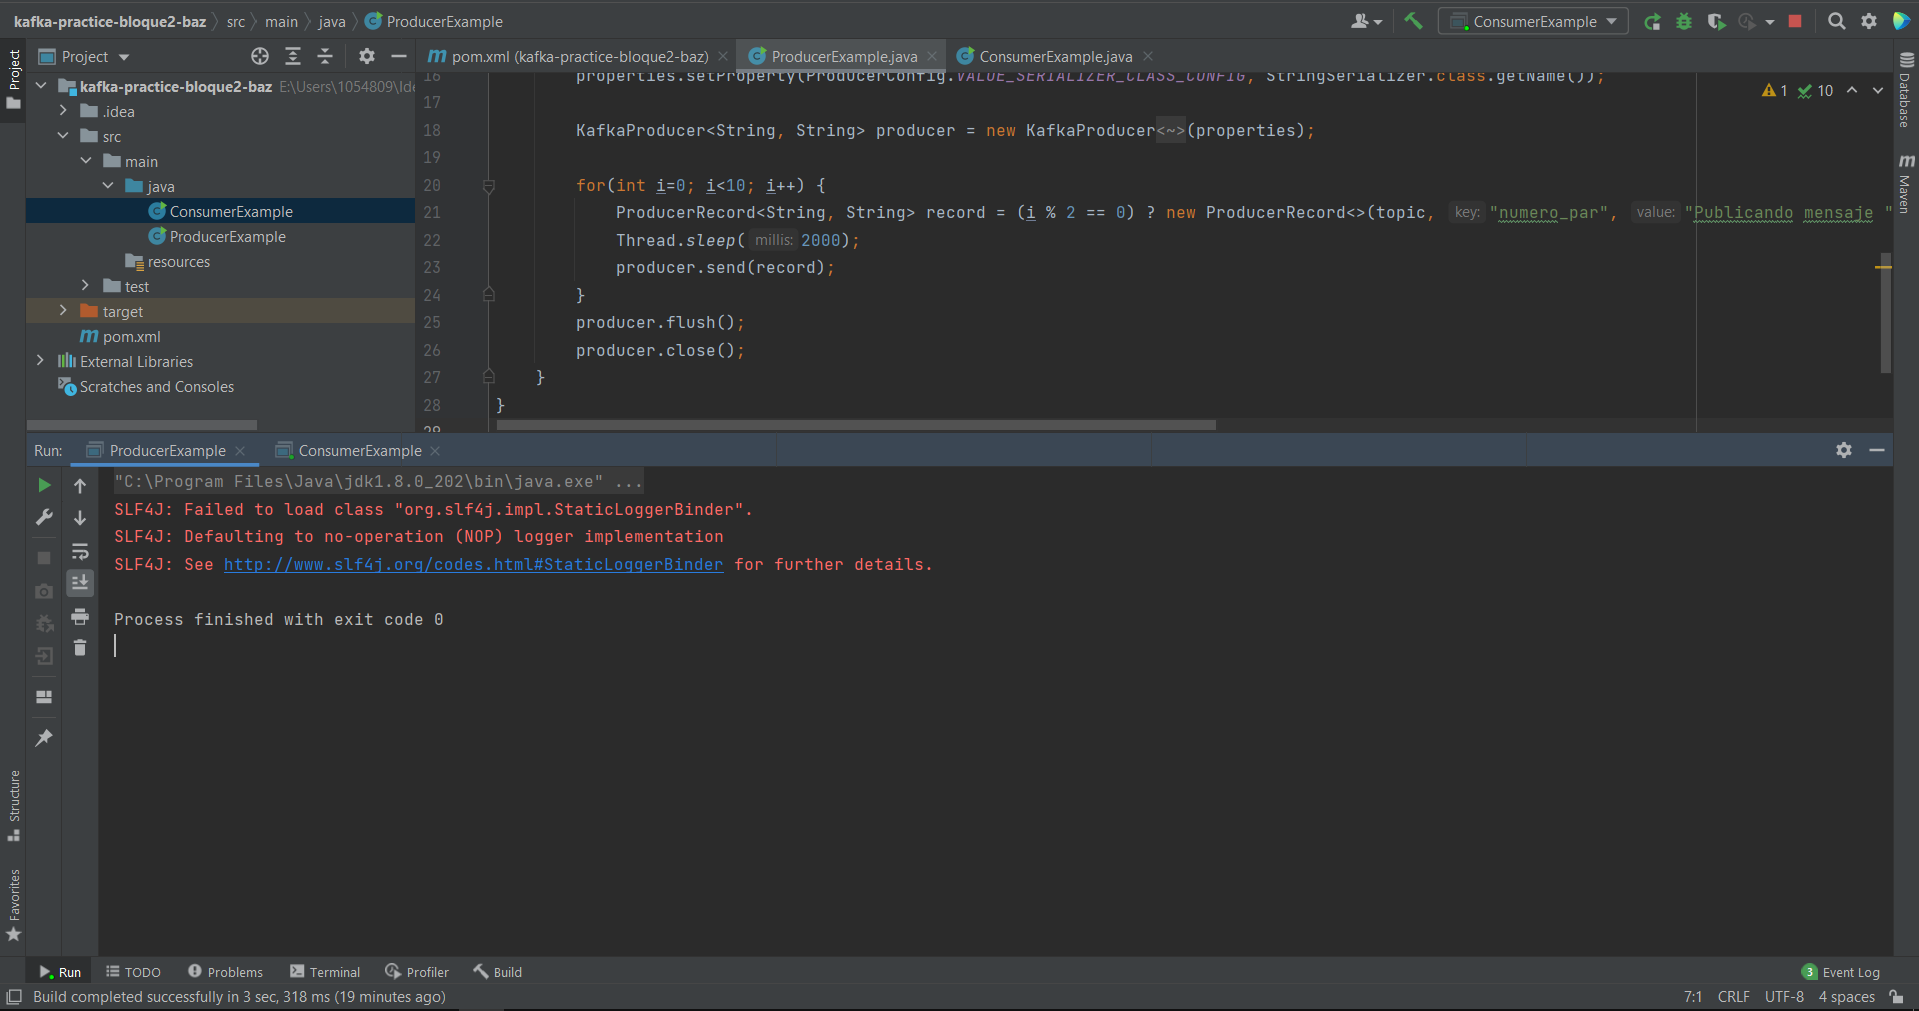 kafka-practice-bloque2-baz src main java ProducerExample
ConsumerExample
Project
pom.xml (kafka-practice-bloque2-baz)
ProducerExample.java
ConsumerExample.java
Project
kafka-practice-bloque2-baz E:\Users\1054809\Ide
.idea
src
main
java
ConsumerExample
ProducerExample
resources
test
target
pom.xml
External Libraries
Scratches and Consoles
1 10
16 properties.setProperty(ProducerConfig.VALUE_SERIALIZER_CLASS_CONFIG, StringSerializer.class.getName());
17
18 KafkaProducer<String, String> producer = new KafkaProducer<~>(properties);
19
20 for(int i=0; i<10; i++) {
21 ProducerRecord<String, String> record = (i % 2 == 0) ? new ProducerRecord<>(topic, key: "numero_par", value: "Publicando mensaje "
22 Thread.sleep( millis: 2000);
23 producer.send(record);
24 }
25 producer.flush();
26 producer.close();
27 }
28 }
29
Database
Maven
Run:
ProducerExample
ConsumerExample
"C:\Program Files\Java\jdk1.8.0_202\bin\java.exe" ...
SLF4J: Failed to load class "org.slf4j.impl.StaticLoggerBinder".
SLF4J: Defaulting to no-operation (NOP) logger implementation
SLF4J: See http://www.slf4j.org/codes.html#StaticLoggerBinder for further details.
Process finished with exit code 0
Structure
Favorites
Run
TODO
Problems
Terminal
Profiler
Build
3 Event Log
Build completed successfully in 3 sec, 318 ms (19 minutes ago)
7:1 CRLF UTF-8 4 spaces